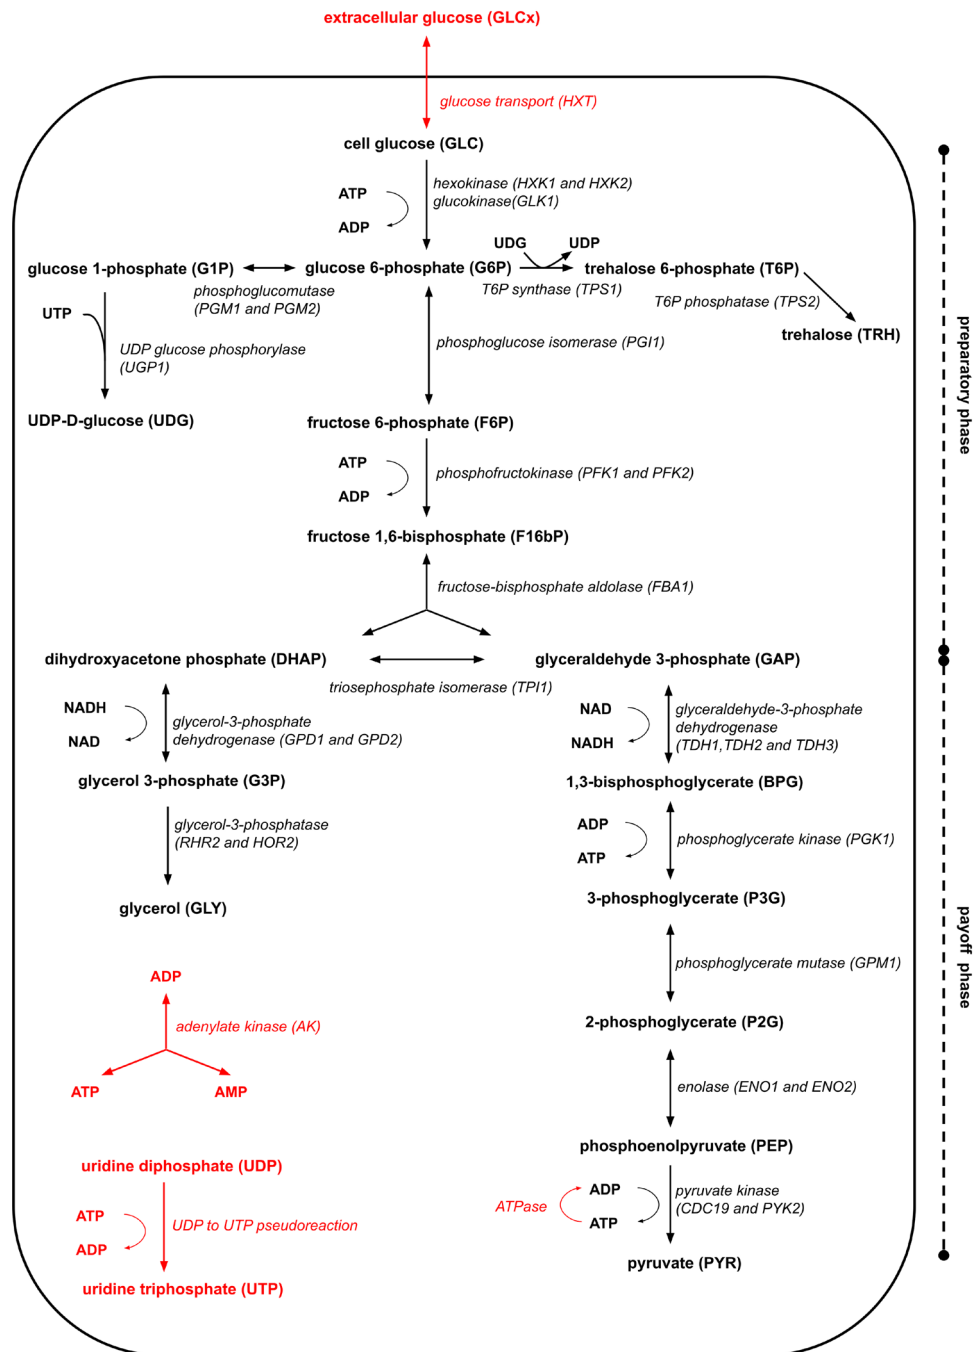 extracellular glucose (GLCx)
glucose transport (HXT)
cell glucose (GLC)
ATP
ADP
hexokinase (HXK1 and HXK2)
glucokinase(GLK1)
UDG
UDP
glucose 1-phosphate (G1P)
glucose 6-phosphate (G6P)
trehalose 6-phosphate (T6P)
phosphoglucomutase
(PGM1 and PGM2)
T6P synthase (TPS1)
T6P phosphatase (TPS2)
trehalose (TRH)
UTP
UDP glucose phosphorylase
(UGP1)
phosphoglucose isomerase (PGI1)
UDP-D-glucose (UDG)
fructose 6-phosphate (F6P)
ATP
ADP
phosphofructokinase (PFK1 and PFK2)
fructose 1,6-bisphosphate (F16bP)
fructose-bisphosphate aldolase (FBA1)
dihydroxyacetone phosphate (DHAP)
glyceraldehyde 3-phosphate (GAP)
triosephosphate isomerase (TPI1)
NADH
NAD
glycerol-3-phosphate
dehydrogenase (GPD1 and GPD2)
NAD
NADH
glyceraldehyde-3-phosphate
dehydrogenase
(TDH1,TDH2 and TDH3)
glycerol 3-phosphate (G3P)
1,3-bisphosphoglycerate (BPG)
glycerol-3-phosphatase
(RHR2 and HOR2)
ADP
ATP
phosphoglycerate kinase (PGK1)
glycerol (GLY)
3-phosphoglycerate (P3G)
phosphoglycerate mutase (GPM1)
2-phosphoglycerate (P2G)
ADP
adenylate kinase (AK)
ATP
AMP
enolase (ENO1 and ENO2)
phosphoenolpyruvate (PEP)
uridine diphosphate (UDP)
ATP
ADP
UDP to UTP pseudoreaction
uridine triphosphate (UTP)
ATPase
ADP
ATP
pyruvate kinase
(CDC19 and PYK2)
pyruvate (PYR)
preparatory phase
payoff phase